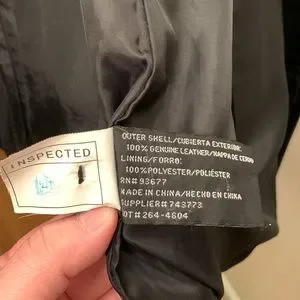 INSPECTED
OUTER SHELL/CUBIERTA EXTERIOR:
100% GENUINE LEATHER/NAPPA DE CERDO
LINING/FORRO:
100% POLYESTER/POLIÉSTER
RN# 93677
MADE IN CHINA/HECHO EN CHINA
SUPPLIER# 743773
LOT# 264-4604